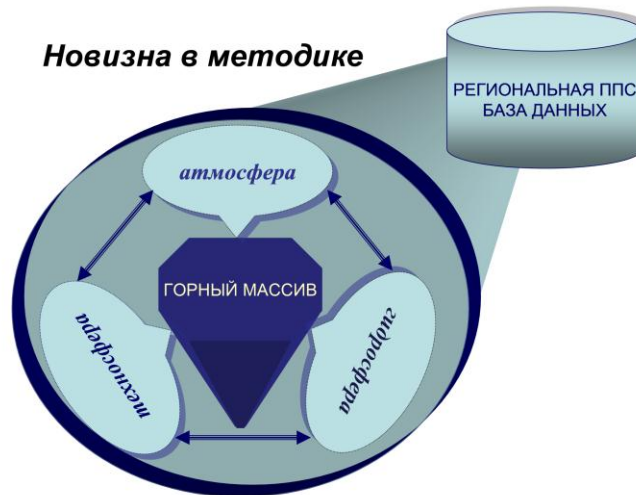 Новизна в методике
РЕГИОНАЛЬНАЯ ППС
БАЗА ДАННЫХ
атмосфера
ГОРНЫЙ МАССИВ
техносфера
гидросфера